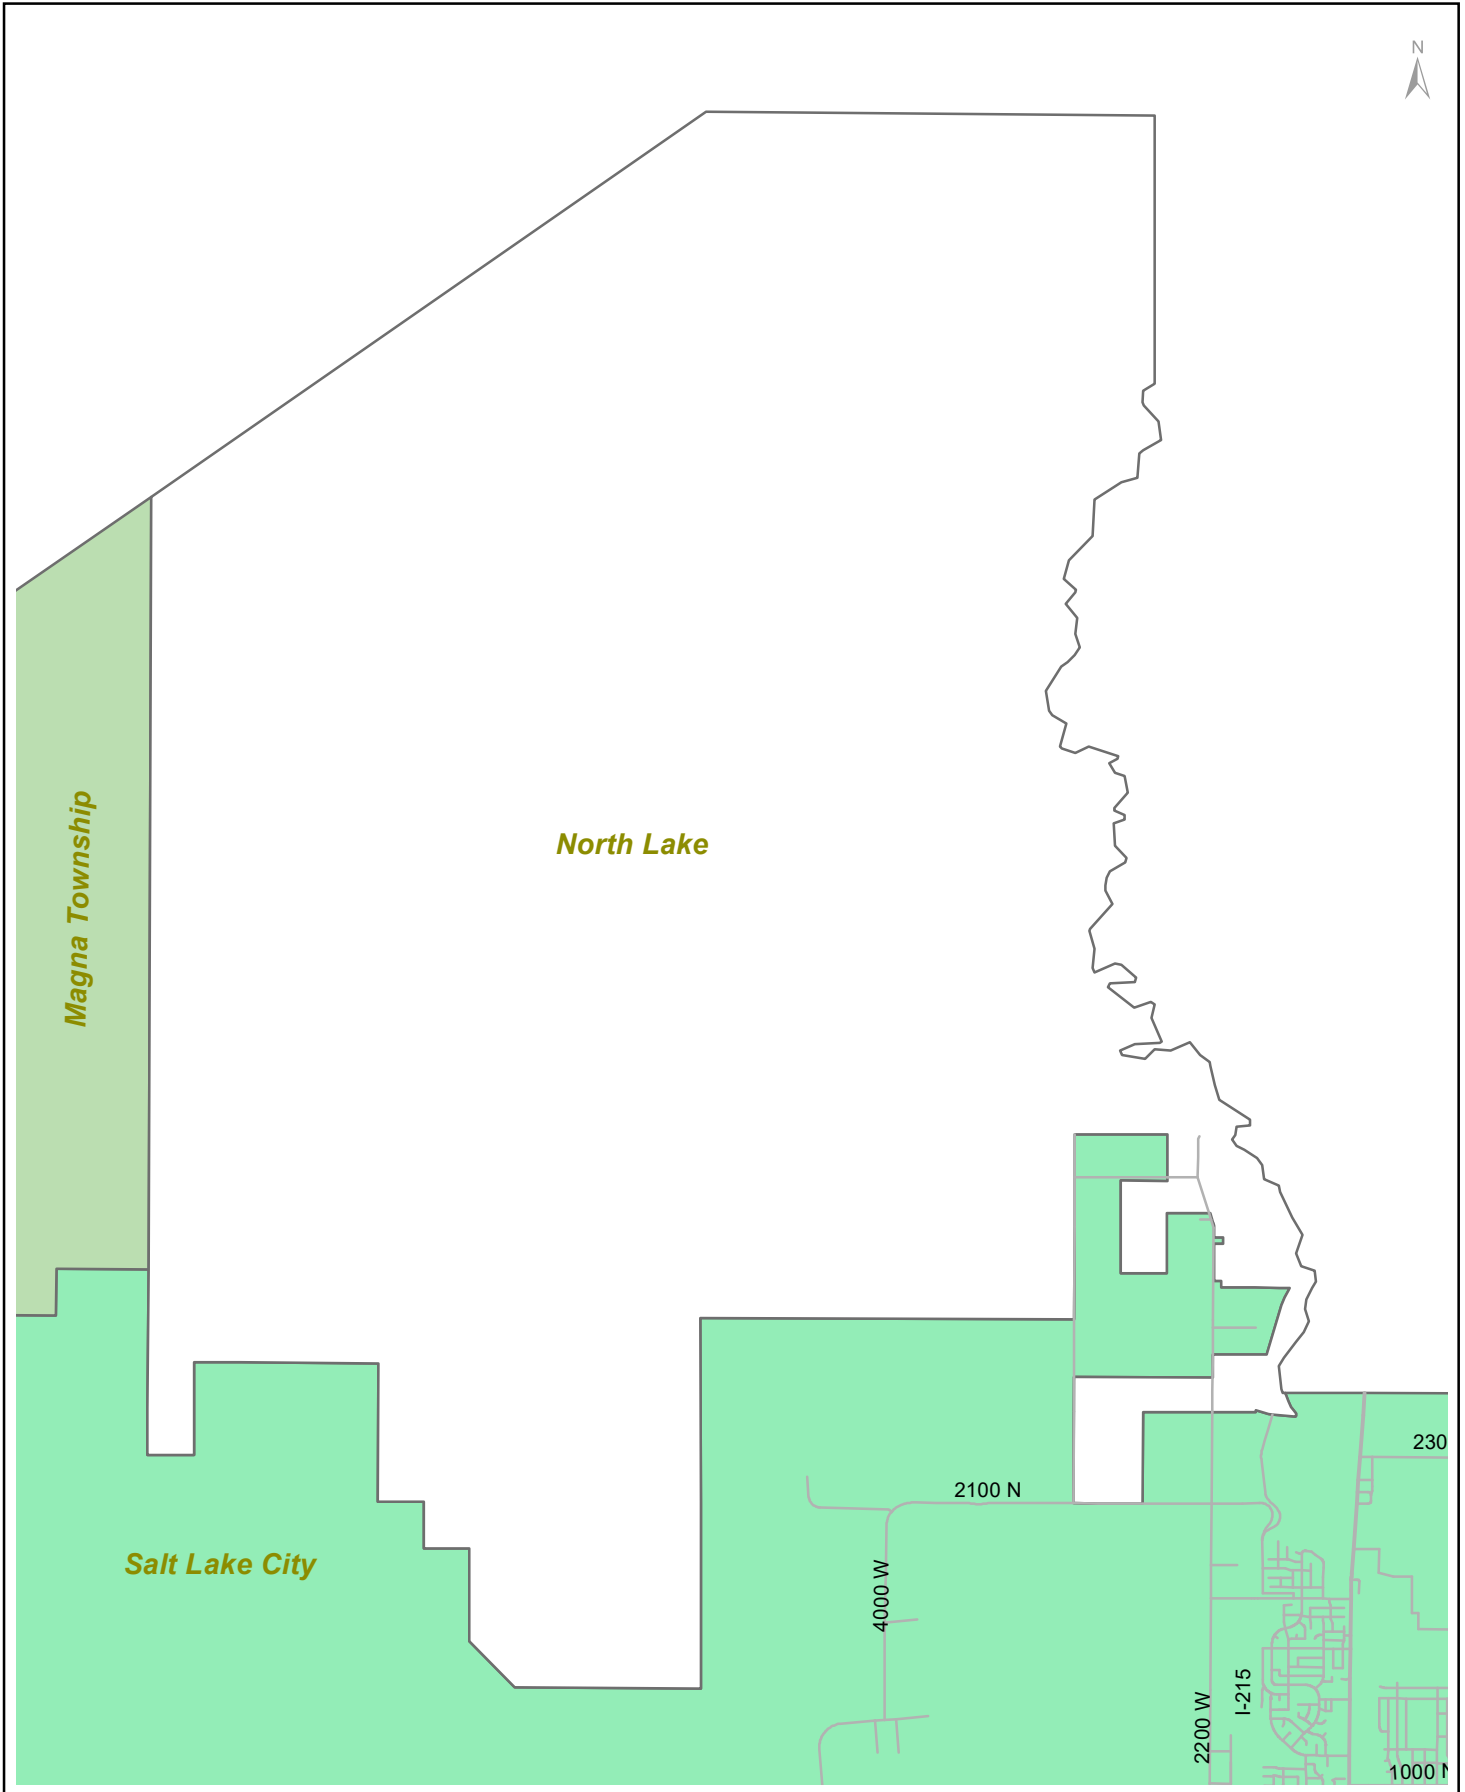 N
Magna Township
North Lake
230
2100 N
Salt Lake City
4000 W
I-215
2200 W
1000 N